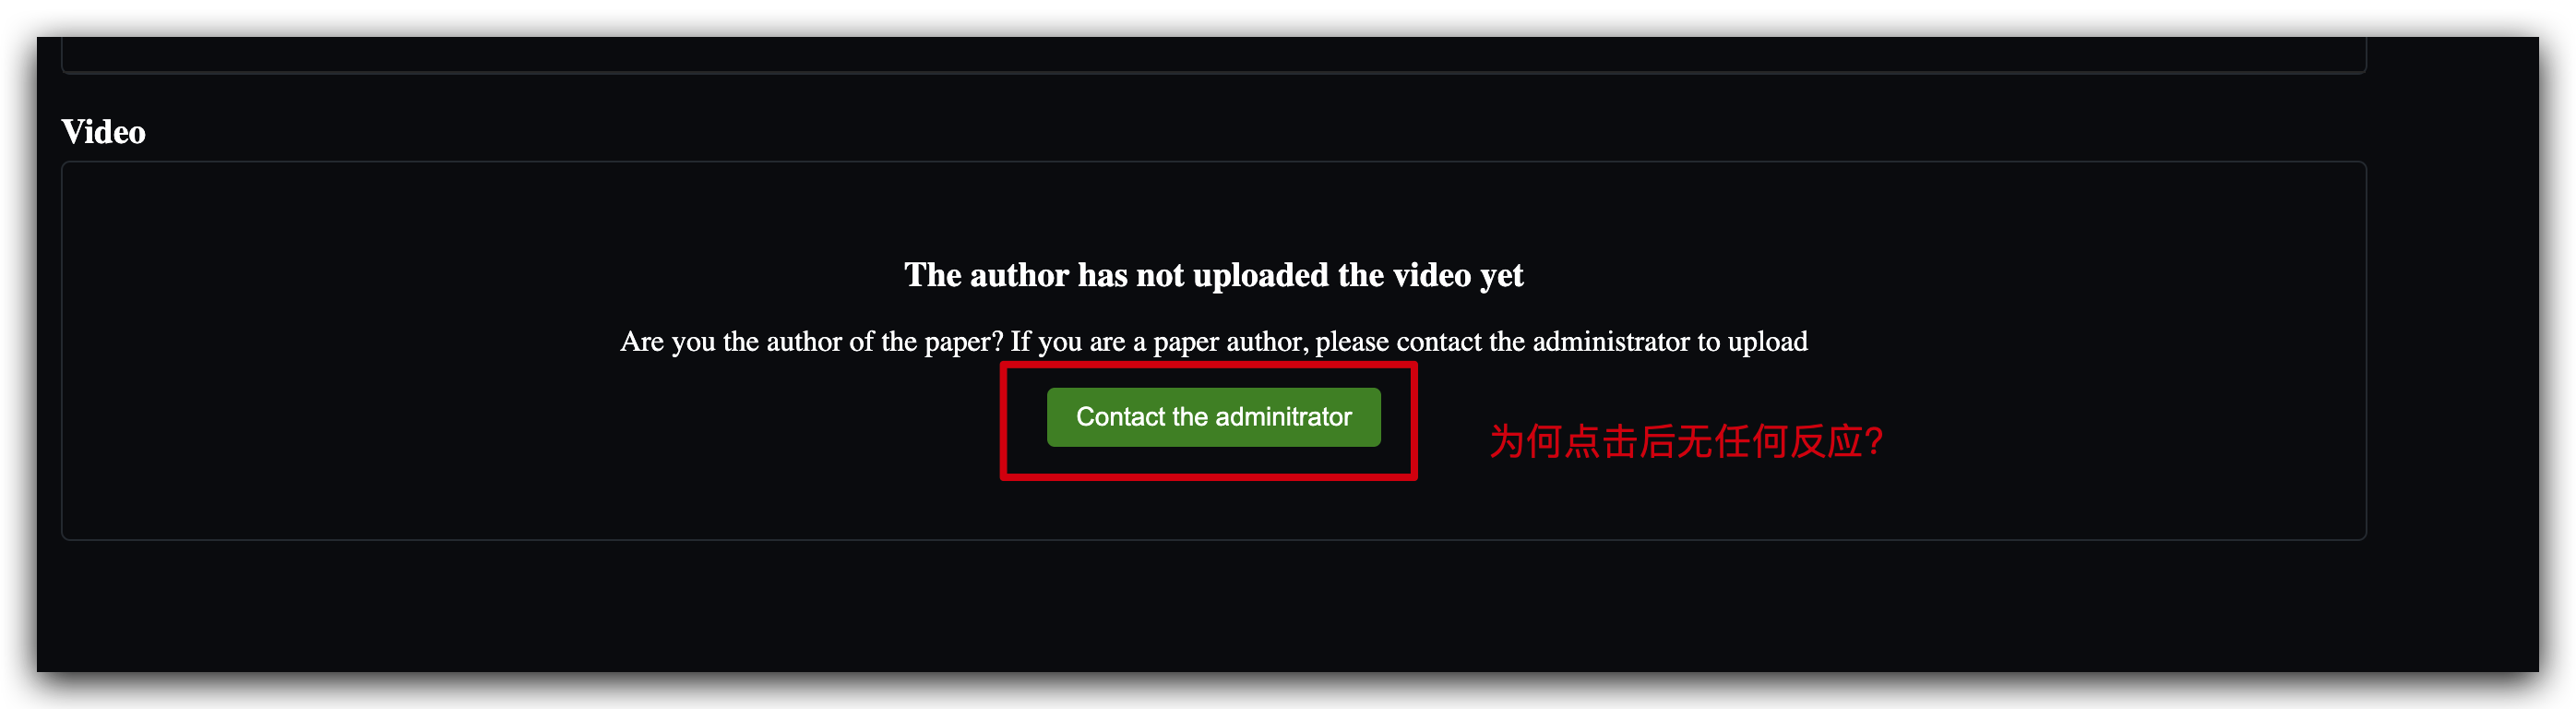 Video
The author has not uploaded the video yet
Are you the author of the paper? If you are a paper author, please contact the administrator to upload
Contact the adminitrator
为何点击后无任何反应?